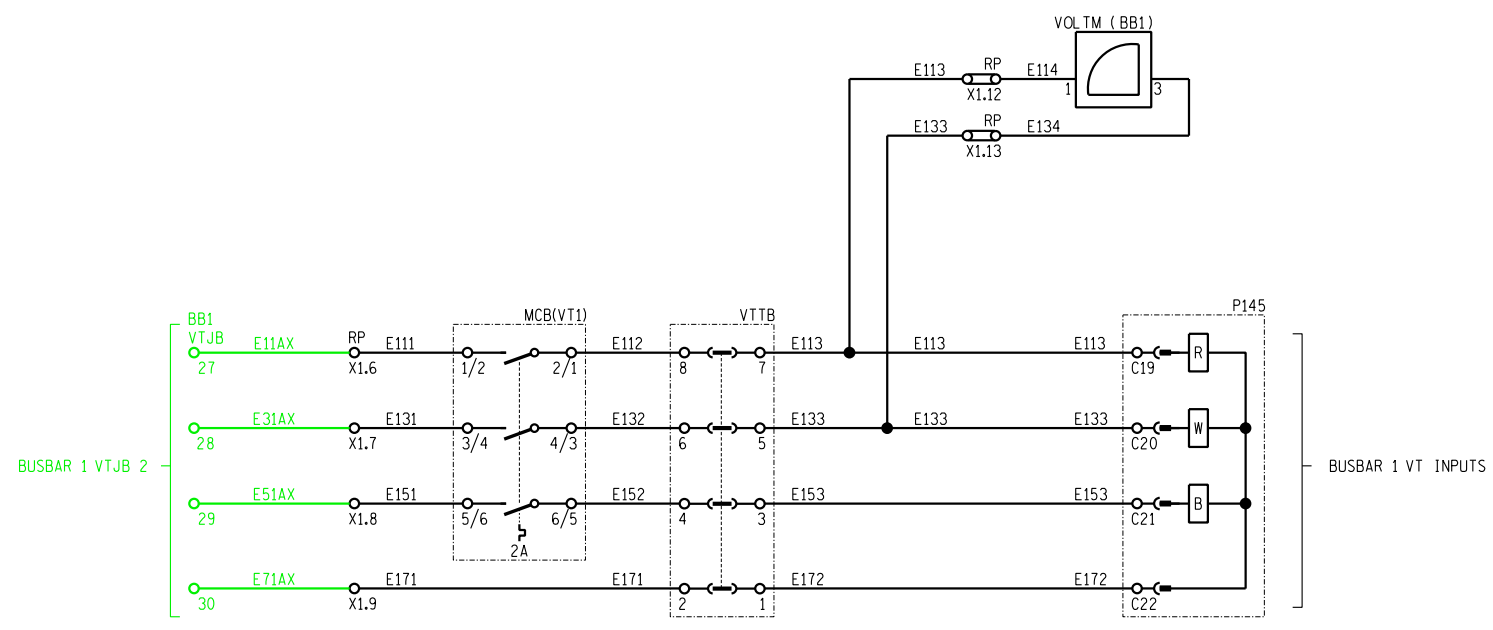 VOLTM (BB1)
E113 RP E114
1 3
X1.12
E133 RP E134
X1.13
P145
BB1 MCB(VT1) VTTB
VTJB
E11AX RP E111 E112 E113 E113 E113 R
27 X1.6 1/2 2/1 8 7 C19
E31AX E131 E132 E133 E133 E133 W
28 X1.7 3/4 4/3 6 5 C20
BUSBAR 1 VTJB 2 BUSBAR 1 VT INPUTS
E51AX E151 E152 E153 E153 B
29 X1.8 5/6 6/5 4 3 C21
2A
E71AX E171 E171 E172 E172
30 X1.9 2 1 C22